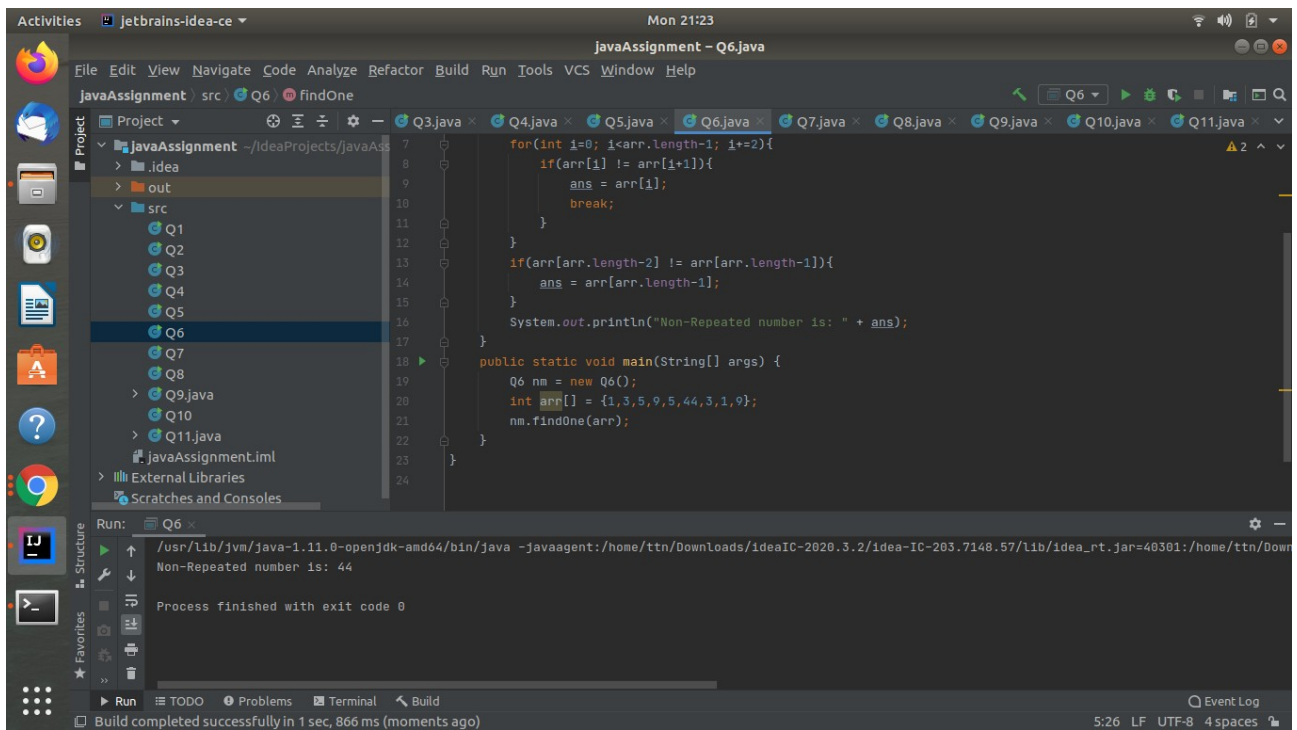 Activities jetbrains-idea-ce Mon 21:23
javaAssignment – Q6.java
File Edit View Navigate Code Analyze Refactor Build Run Tools VCS Window Help
javaAssignment src Q6 findOne Q6
Project Q3.java Q4.java Q5.java Q6.java Q7.java Q8.java Q9.java Q10.java Q11.java
Project
javaAssignment ~/IdeaProjects/javaAss
.idea
out
src
Q1
Q2
Q3
Q4
Q5
Q6
Q7
Q8
Q9.java
Q10
Q11.java
javaAssignment.iml
External Libraries
Scratches and Consoles
7 for(int i=0; i<arr.length-1; i+=2){
8 if(arr[i] != arr[i+1]){
9 ans = arr[i];
10 break;
11 }
12 }
13 if(arr[arr.length-2] != arr[arr.length-1]){
14 ans = arr[arr.length-1];
15 }
16 System.out.println("Non-Repeated number is: " + ans);
17 }
18 public static void main(String[] args) {
19 Q6 nm = new Q6();
20 int arr[] = {1,3,5,9,5,44,3,1,9};
21 nm.findOne(arr);
22 }
23 }
24
2
Run: Q6
/usr/lib/jvm/java-1.11.0-openjdk-amd64/bin/java -javaagent:/home/ttn/Downloads/ideaIC-2020.3.2/idea-IC-203.7148.57/lib/idea_rt.jar=40301:/home/ttn/Down
Non-Repeated number is: 44
Process finished with exit code 0
Structure
Favorites
Run TODO Problems Terminal Build Event Log
Build completed successfully in 1 sec, 866 ms (moments ago) 5:26 LF UTF-8 4 spaces